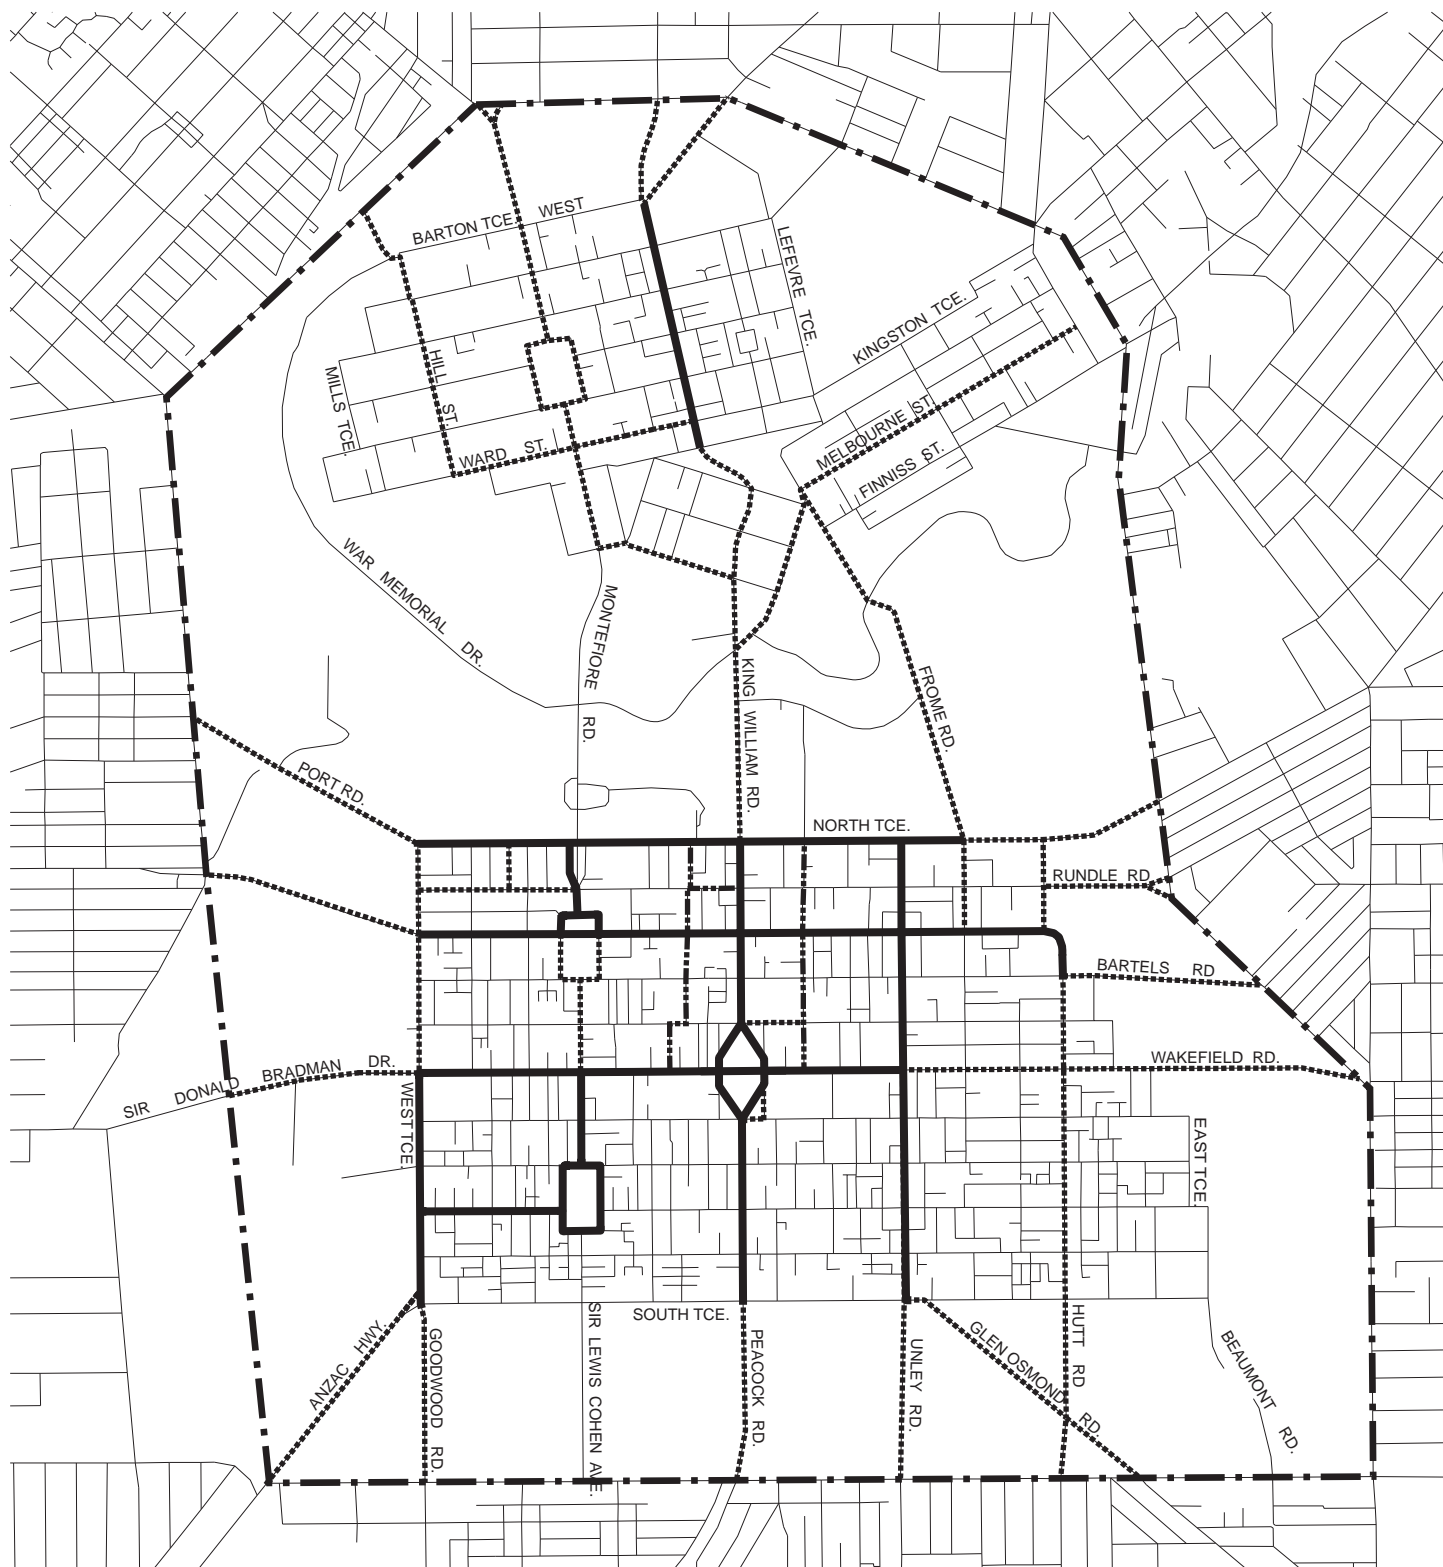 BARTON TCE. WEST
LEFEVRE TCE.
KINGSTON TCE.
MILLS TCE.
HILL ST
MELBOURNE ST.
WARD ST.
FINNISS ST.
WAR MEMORIAL DR.
MONTEFIORE RD.
KING WILLIAM RD.
FROME RD.
PORT RD.
NORTH TCE.
RUNDLE RD
BARTELS RD
WAKEFIELD RD.
SIR DONALD BRADMAN DR.
WEST TCE.
EAST TCE.
SOUTH TCE.
ANZAC HWY.
GOODWOOD RD.
SIR LEWIS COHEN AVE.
PEACOCK RD.
UNLEY RD.
GLEN OSMOND RD.
HUTT RD
BEAUMONT RD.